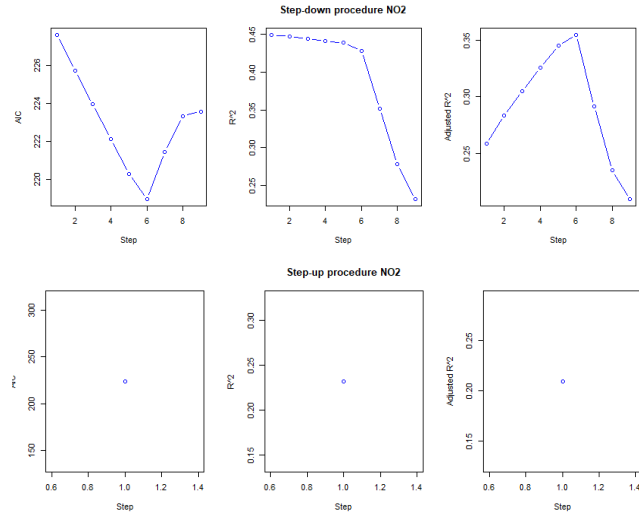 Step-down procedure NO2
AIC
220 222 224 226
2 4 6 8
Step
R^2
0.25 0.30 0.35 0.40 0.45
2 4 6 8
Step
Adjusted R^2
0.25 0.30 0.35
2 4 6 8
Step
Step-up procedure NO2
AIC
150 200 250 300
0.6 0.8 1.0 1.2 1.4
Step
R^2
0.15 0.20 0.25 0.30
0.6 0.8 1.0 1.2 1.4
Step
Adjusted R^2
0.15 0.20 0.25
0.6 0.8 1.0 1.2 1.4
Step